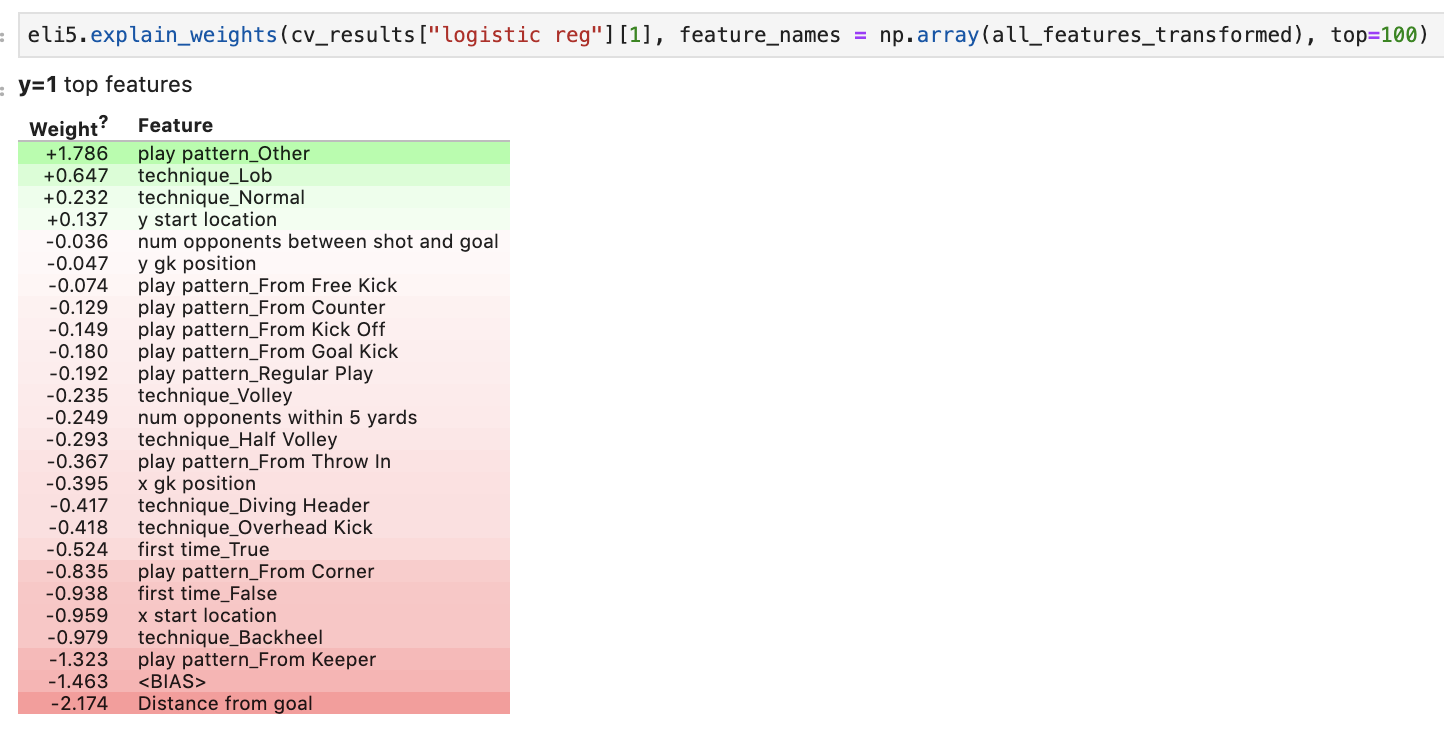 eli5.explain_weights(cv_results["logistic reg"][1], feature_names = np.array(all_features_transformed), top=100)
y=1 top features
Weight? Feature
+1.786 play pattern_Other
+0.647 technique_Lob
+0.232 technique_Normal
+0.137 y start location
-0.036 num opponents between shot and goal
-0.047 y gk position
-0.074 play pattern_From Free Kick
-0.129 play pattern_From Counter
-0.149 play pattern_From Kick Off
-0.180 play pattern_From Goal Kick
-0.192 play pattern_Regular Play
-0.235 technique_Volley
-0.249 num opponents within 5 yards
-0.293 technique_Half Volley
-0.367 play pattern_From Throw In
-0.395 x gk position
-0.417 technique_Diving Header
-0.418 technique_Overhead Kick
-0.524 first time_True
-0.835 play pattern_From Corner
-0.938 first time_False
-0.959 x start location
-0.979 technique_Backheel
-1.323 play pattern_From Keeper
-1.463 <BIAS>
-2.174 Distance from goal